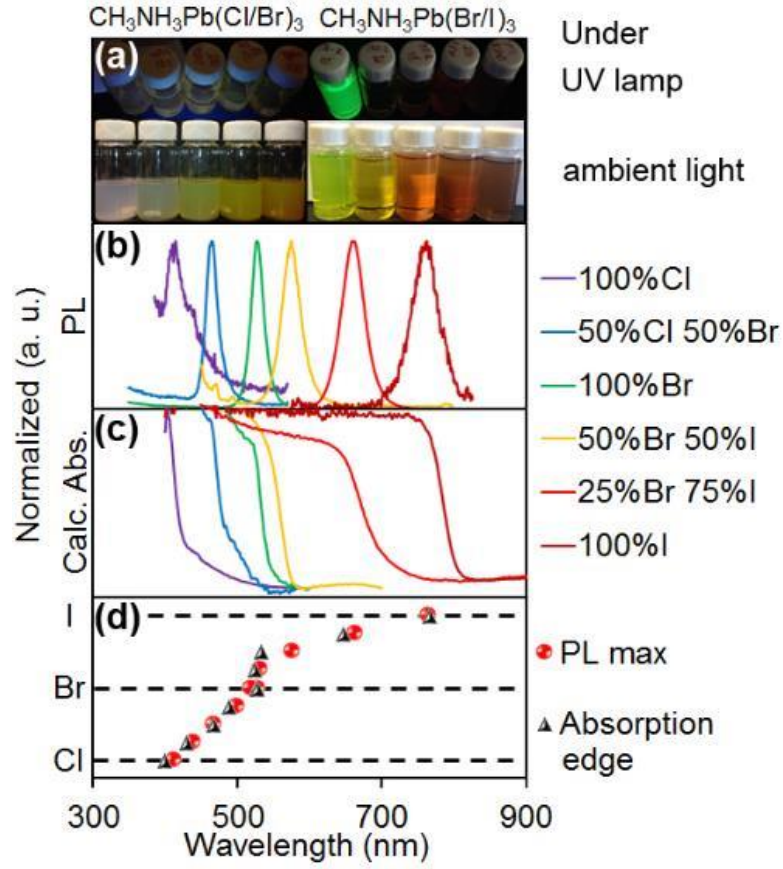 CH₃NH₃Pb(Cl/Br)₃ CH₃NH₃Pb(Br/I)₃
(a)
Under
UV lamp
ambient light
(b)
(c)
(d)
Normalized (a. u.)
PL
Calc. Abs.
100%Cl
50%Cl 50%Br
100%Br
50%Br 50%I
25%Br 75%I
100%I
I
Br
Cl
PL max
Absorption
edge
300 500 700 900
Wavelength (nm)